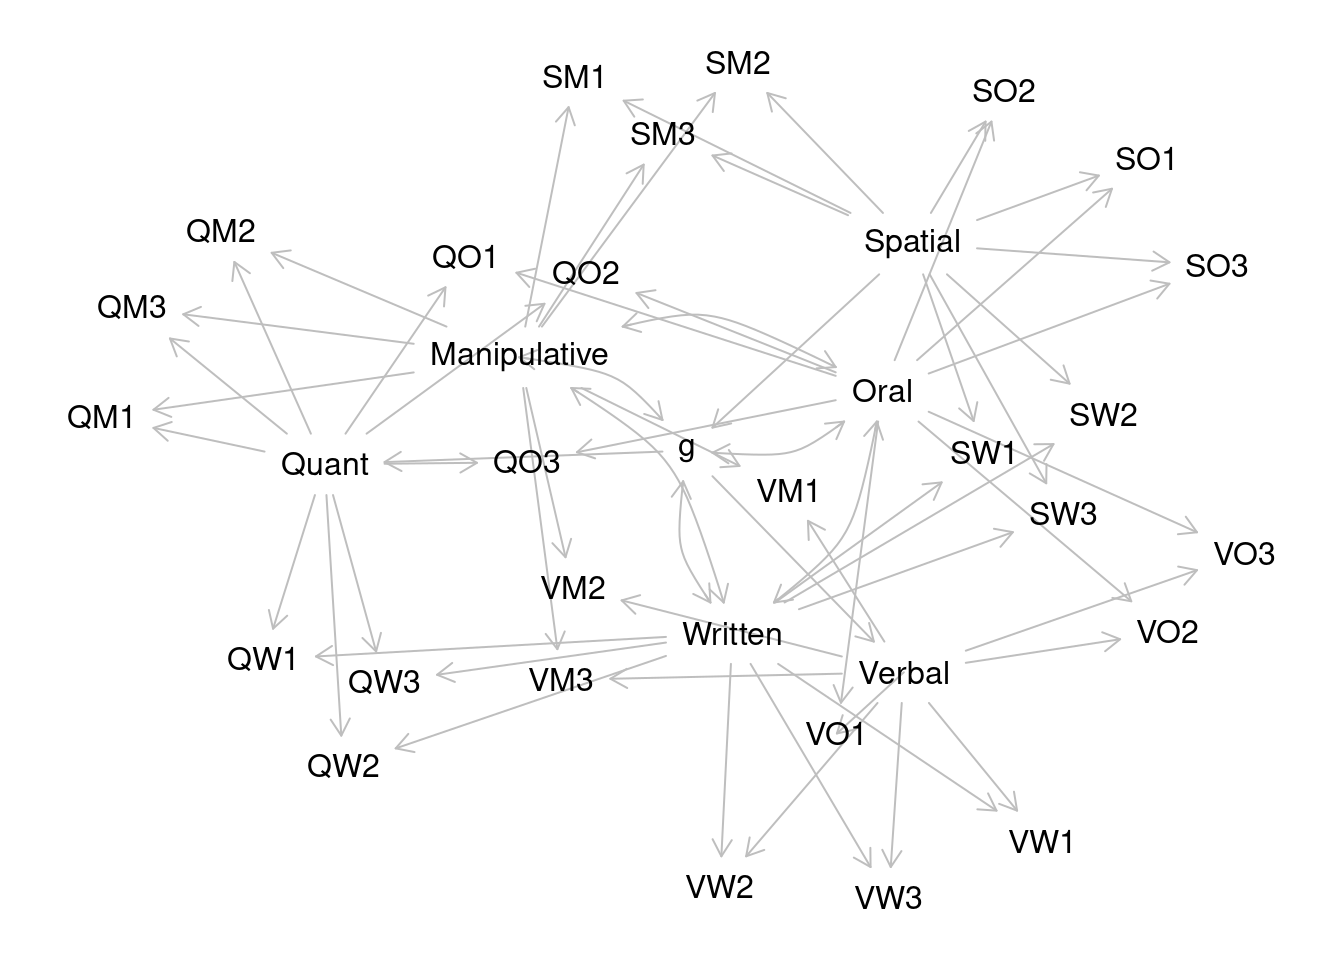 SM2
SM1
SO2
SM3
SO1
QM2
Spatial
QO1
SO3
QO2
QM3
Manipulative
Oral
SW2
QM1
g
SW1
QO3
Quant
VM1
SW3
VO3
VM2
VO2
Written
QW1
Verbal
VM3
QW3
VO1
QW2
VW1
VW2
VW3